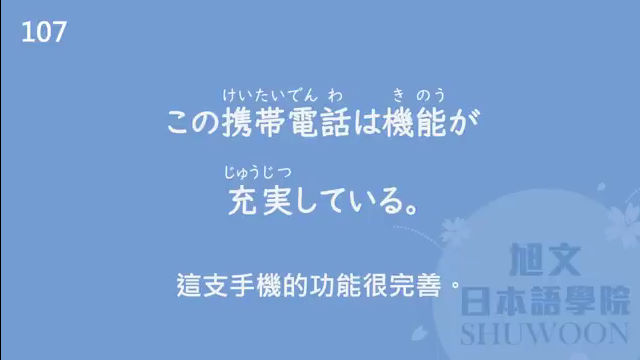 107
けいたいでん わ き のう
この携帯電話は機能が
じゅうじつ
充実している。
這支手機的功能很完善。
旭文
日本語學院
SHUWOON